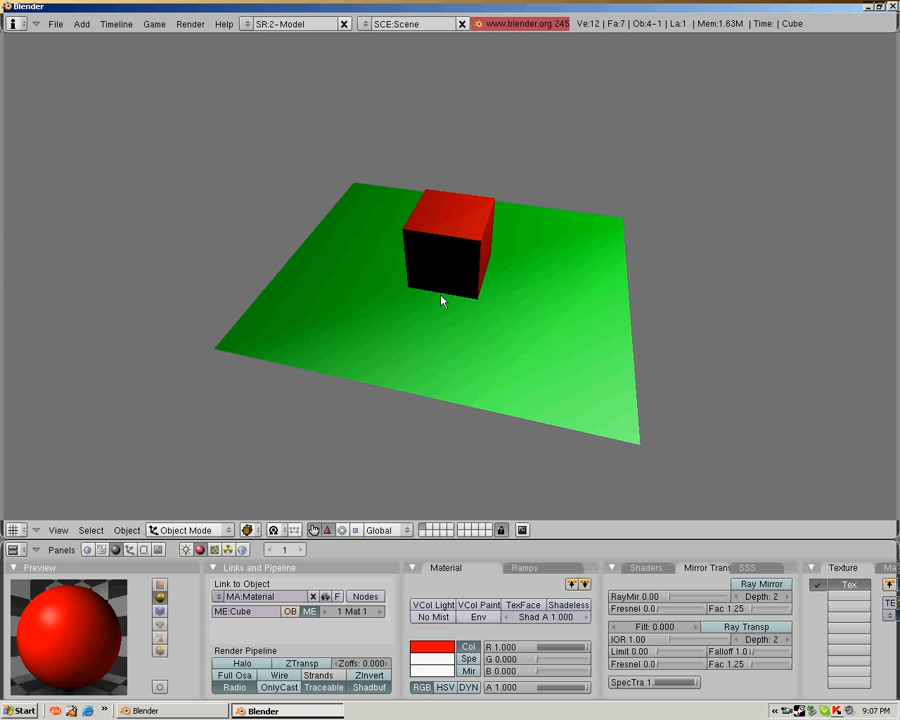 Blender
File Add Timeline Game Render Help SR:2-Model SCE:Scene www.blender.org 245 Ve:12 | Fa:7 | Ob:4-1 | La:1 | Mem:1.63M | Time: | Cube
View Select Object Object Mode Global
Panels 1
Preview Links and Pipeline Material Ramps Shaders Mirror Trans SSS Texture Ma
Link to Object
MA:Material F Nodes
ME:Cube OB ME 1 Mat 1
Render Pipeline
Halo ZTransp Zoffs: 0.000
Full Osa Wire Strands ZInvert
Radio OnlyCast Traceable Shadbuf
VCol Light VCol Paint TexFace Shadeless
No Mist Env Shad A 1.000
Col R 1.000
Spe G 0.000
Mir B 0.000
RGB HSV DYN A 1.000
Ray Mirror
RayMir 0.00 Depth: 2
Fresnel 0.0 Fac 1.25
Filt: 0.000 Ray Transp
IOR 1.00 Depth: 2
Limit 0.00 Falloff 1.0
Fresnel 0.0 Fac 1.25
SpecTra 1.
Tex
TE
Start Blender Blender 9:07 PM